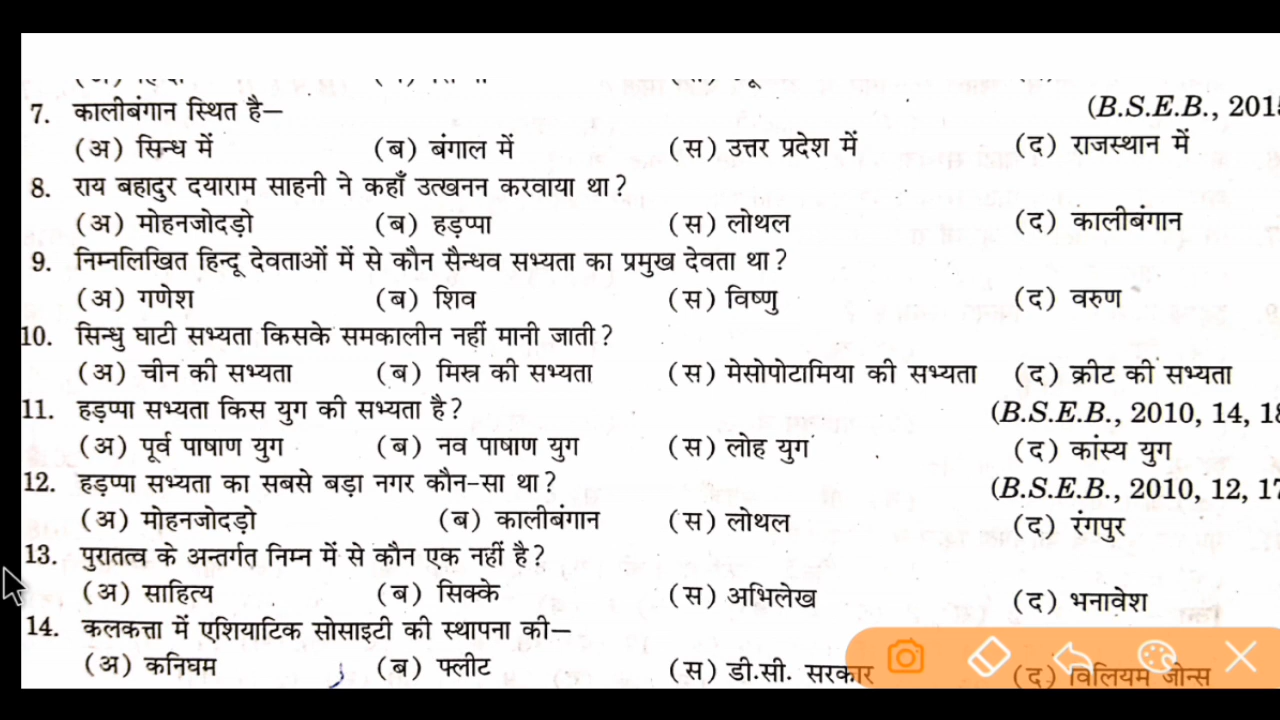 7. कालीबंगान स्थित है— (B.S.E.B., 201
(अ) सिन्ध में (ब) बंगाल में (स) उत्तर प्रदेश में (द) राजस्थान में
8. राय बहादुर दयाराम साहनी ने कहाँ उत्खनन करवाया था?
(अ) मोहनजोदड़ो (ब) हड़प्पा (स) लोथल (द) कालीबंगान
9. निम्नलिखित हिन्दू देवताओं में से कौन सैन्धव सभ्यता का प्रमुख देवता था?
(अ) गणेश (ब) शिव (स) विष्णु (द) वरुण
10. सिन्धु घाटी सभ्यता किसके समकालीन नहीं मानी जाती?
(अ) चीन की सभ्यता (ब) मिस्र की सभ्यता (स) मेसोपोटामिया की सभ्यता (द) क्रीट की सभ्यता
11. हड़प्पा सभ्यता किस युग की सभ्यता है? (B.S.E.B., 2010, 14, 18
(अ) पूर्व पाषाण युग (ब) नव पाषाण युग (स) लोह युग (द) कांस्य युग
12. हड़प्पा सभ्यता का सबसे बड़ा नगर कौन-सा था? (B.S.E.B., 2010, 12, 17
(अ) मोहनजोदड़ो (ब) कालीबंगान (स) लोथल (द) रंगपुर
13. पुरातत्व के अन्तर्गत निम्न में से कौन एक नहीं है?
(अ) साहित्य (ब) सिक्के (स) अभिलेख (द) भनावेश
14. कलकत्ता में एशियाटिक सोसाइटी की स्थापना की—
(अ) कनिघम (ब) फ्लीट (स) डी.सी. सरकार (द) विलियम जोन्स